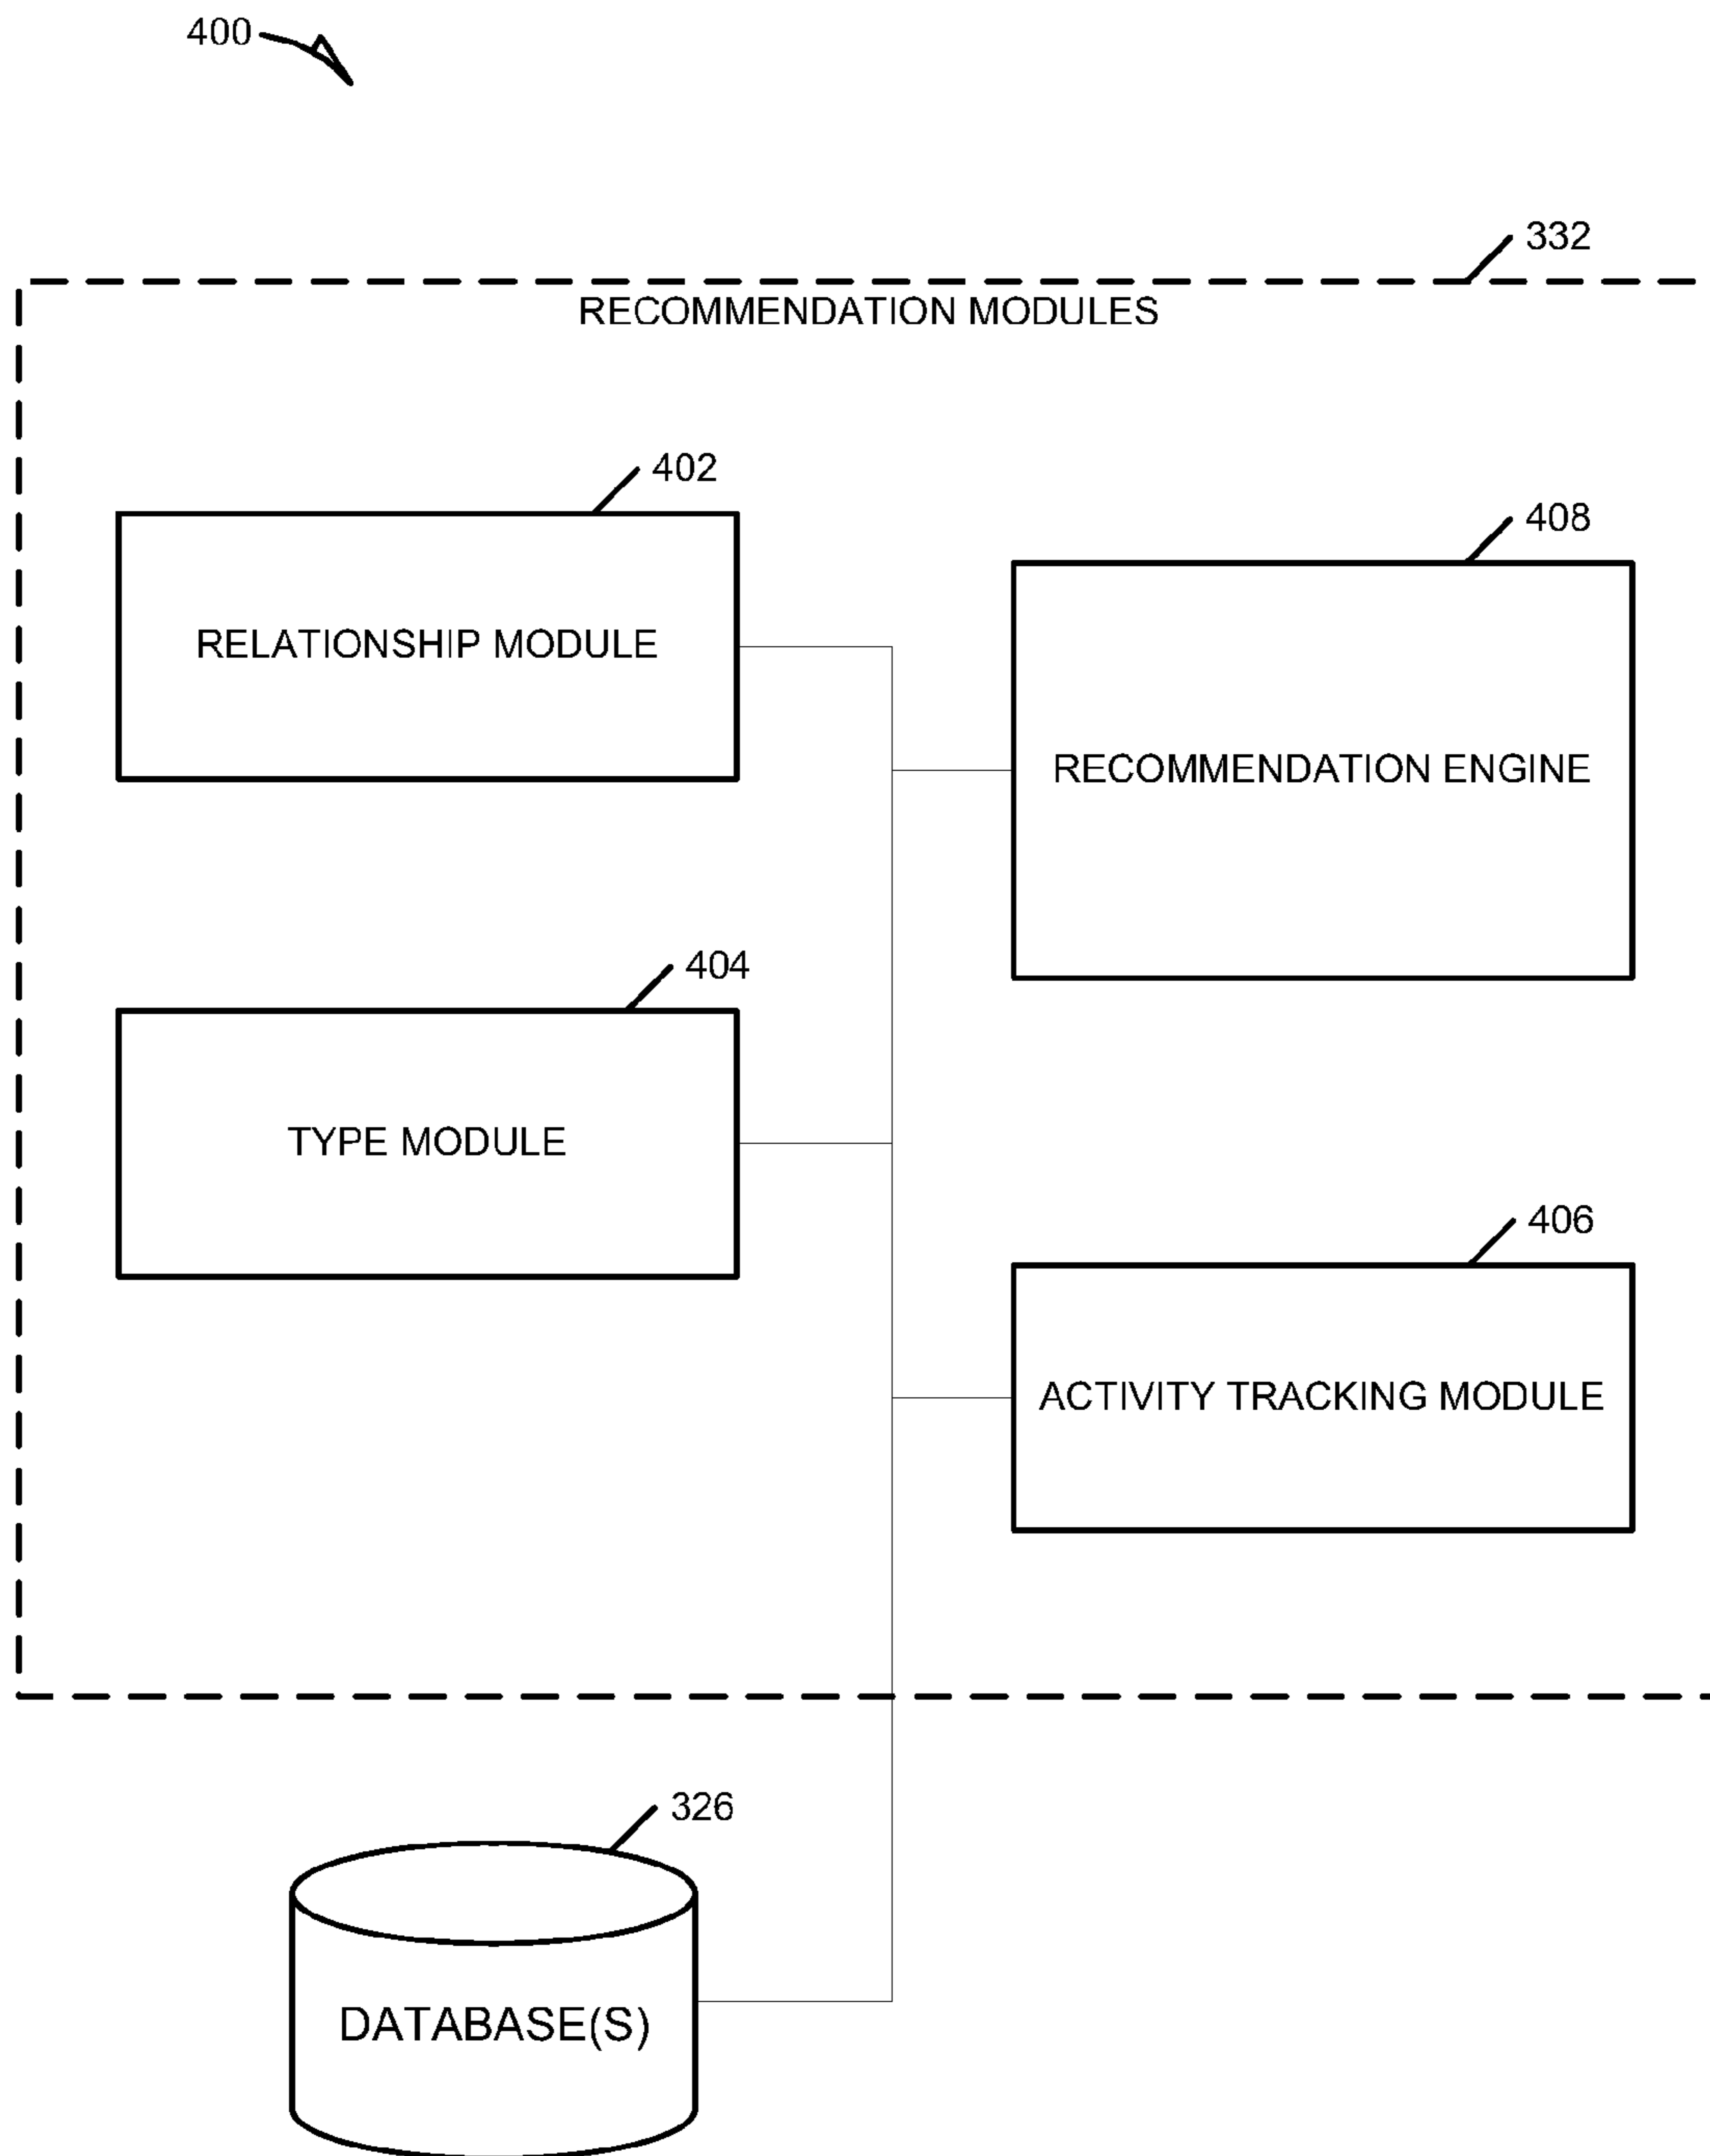 400
332
RECOMMENDATION MODULES
402
RELATIONSHIP MODULE
408
RECOMMENDATION ENGINE
404
TYPE MODULE
406
ACTIVITY TRACKING MODULE
326
DATABASE(S)